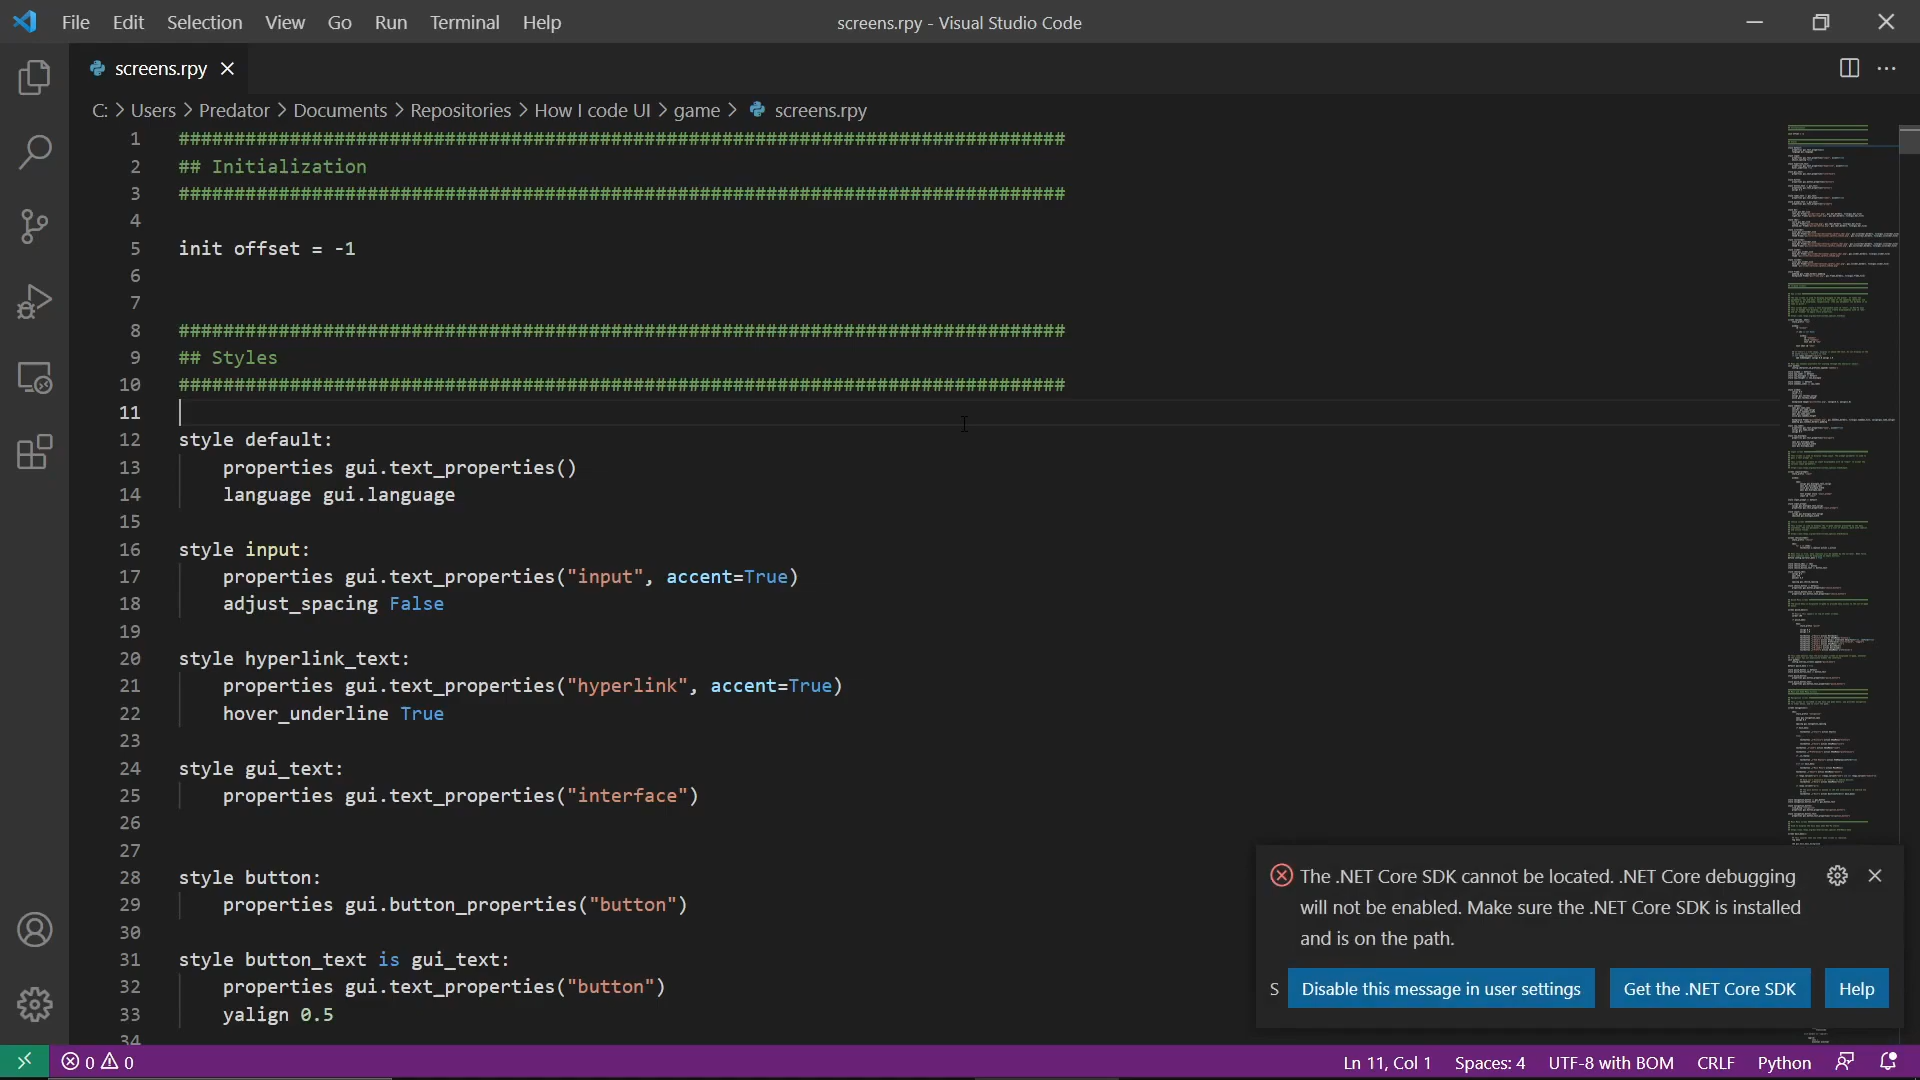 File Edit Selection View Go Run Terminal Help
screens.rpy - Visual Studio Code
screens.rpy
C: > Users > Predator > Documents > Repositories > How I code UI > game > screens.rpy
1 ################################################################################
2 ## Initialization
3 ################################################################################
4
5 init offset = -1
6
7
8 ################################################################################
9 ## Styles
10 ################################################################################
11
12 style default:
13     properties gui.text_properties()
14     language gui.language
15
16 style input:
17     properties gui.text_properties("input", accent=True)
18     adjust_spacing False
19
20 style hyperlink_text:
21     properties gui.text_properties("hyperlink", accent=True)
22     hover_underline True
23
24 style gui_text:
25     properties gui.text_properties("interface")
26
27
28 style button:
29     properties gui.button_properties("button")
30
31 style button_text is gui_text:
32     properties gui.text_properties("button")
33     yalign 0.5
34
The .NET Core SDK cannot be located. .NET Core debugging
will not be enabled. Make sure the .NET Core SDK is installed
and is on the path.
S Disable this message in user settings Get the .NET Core SDK Help
0 0 Ln 11, Col 1 Spaces: 4 UTF-8 with BOM CRLF Python